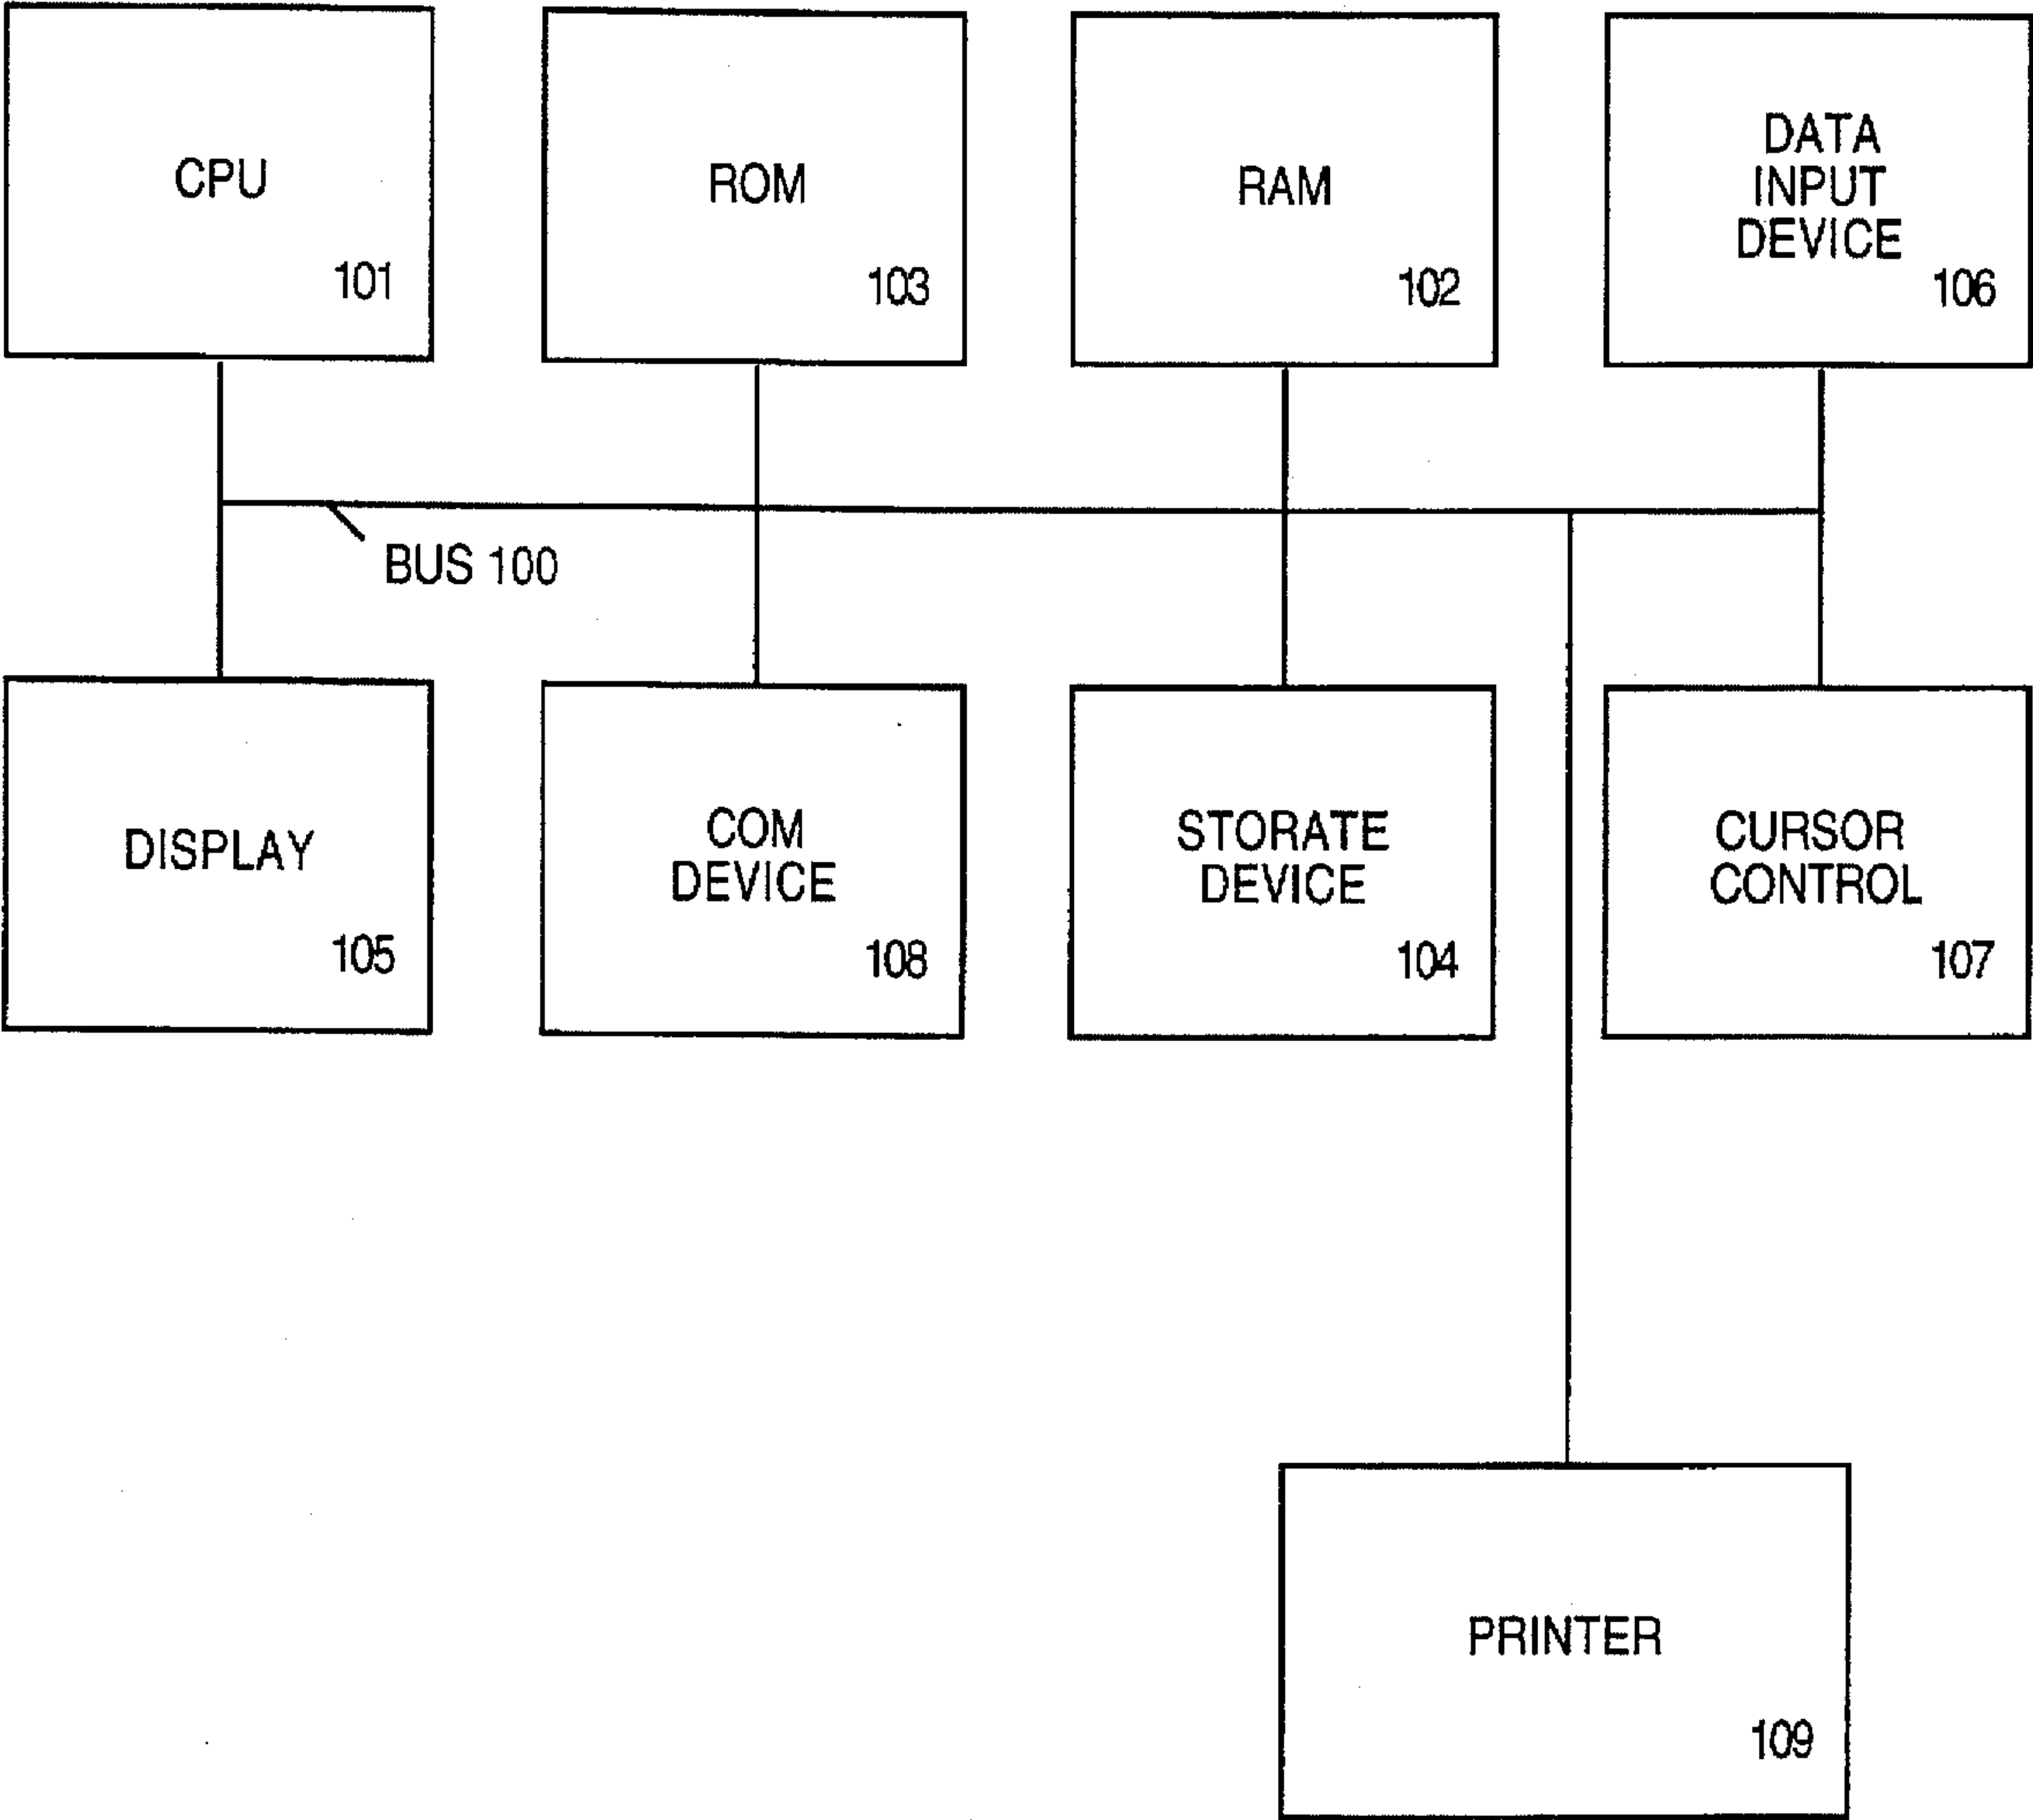 CPU
101
ROM
103
RAM
102
DATA
INPUT
DEVICE
106
BUS 100
DISPLAY
105
COM
DEVICE
108
STORATE
DEVICE
104
CURSOR
CONTROL
107
PRINTER
109